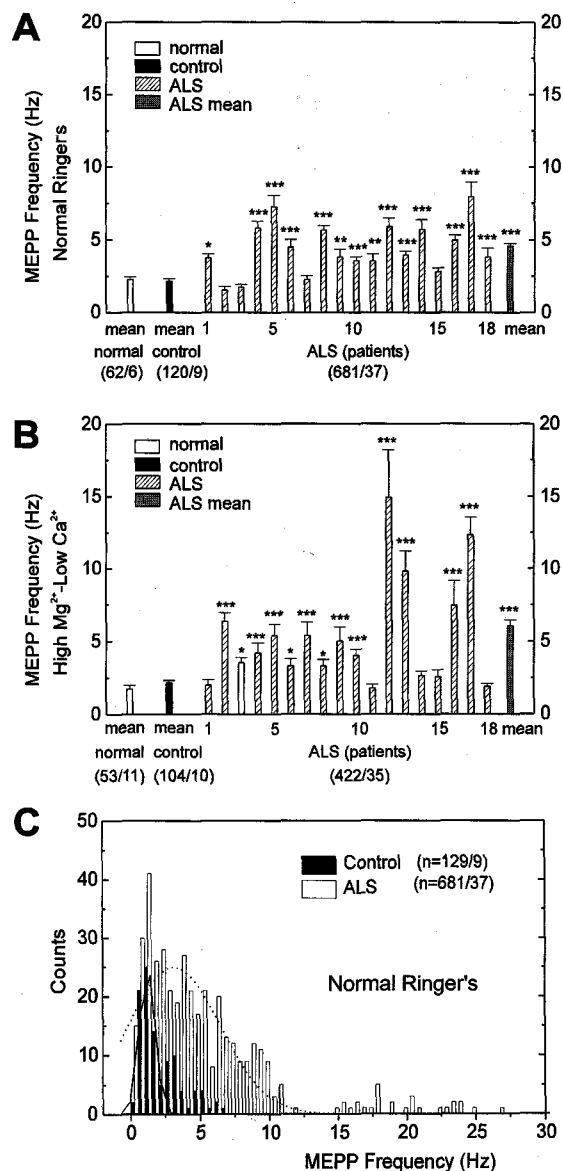 A
MEPP Frequency (Hz)
Normal Ringers
20
15
10
5
0
normal
control
ALS
ALS mean
20
15
10
5
0
*
***
***
***
***
**
***
**
***
***
***
***
***
***
***
mean mean 1 5 10 15 18 mean
normal control ALS (patients)
(62/6) (120/9) (681/37)
B
MEPP Frequency (Hz)
High Mg²⁺-Low Ca²⁺
20
15
10
5
0
normal
control
ALS
ALS mean
20
15
10
5
0
***
*
***
***
*
***
*
***
***
***
***
***
***
***
mean mean 1 5 10 15 18 mean
normal control ALS (patients)
(53/11) (104/10) (422/35)
C
Counts
50
40
30
20
10
0
Control (n=129/9)
ALS (n=681/37)
Normal Ringer's
0 5 10 15 20 25 30
MEPP Frequency (Hz)